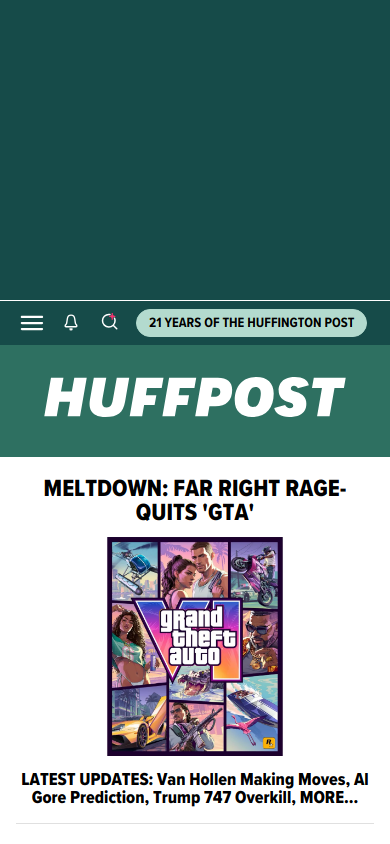 21 YEARS OF THE HUFFINGTON POST
HUFFPOST
MELTDOWN: FAR RIGHT RAGE-
QUITS 'GTA'
grand
theft
auto
V
R
LATEST UPDATES: Van Hollen Making Moves, Al
Gore Prediction, Trump 747 Overkill, MORE...